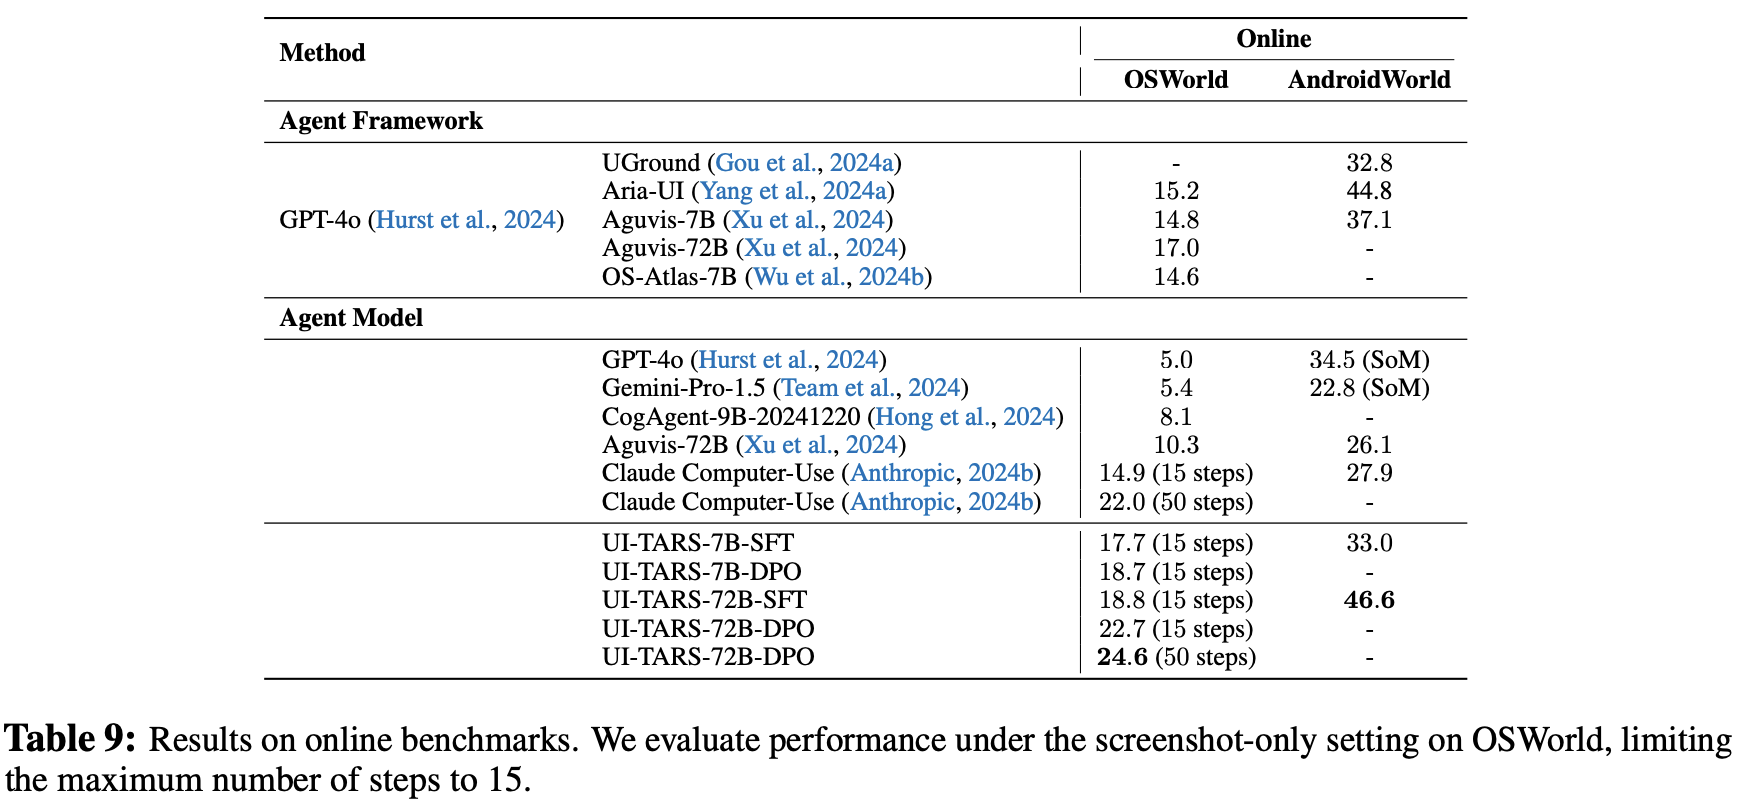 Method Online
OSWorld AndroidWorld
Agent Framework
UGround (Gou et al., 2024a) - 32.8
Aria-UI (Yang et al., 2024a) 15.2 44.8
GPT-4o (Hurst et al., 2024) Aguvis-7B (Xu et al., 2024) 14.8 37.1
Aguvis-72B (Xu et al., 2024) 17.0 -
OS-Atlas-7B (Wu et al., 2024b) 14.6 -
Agent Model
GPT-4o (Hurst et al., 2024) 5.0 34.5 (SoM)
Gemini-Pro-1.5 (Team et al., 2024) 5.4 22.8 (SoM)
CogAgent-9B-20241220 (Hong et al., 2024) 8.1 -
Aguvis-72B (Xu et al., 2024) 10.3 26.1
Claude Computer-Use (Anthropic, 2024b) 14.9 (15 steps) 27.9
Claude Computer-Use (Anthropic, 2024b) 22.0 (50 steps) -
UI-TARS-7B-SFT 17.7 (15 steps) 33.0
UI-TARS-7B-DPO 18.7 (15 steps) -
UI-TARS-72B-SFT 18.8 (15 steps) 46.6
UI-TARS-72B-DPO 22.7 (15 steps) -
UI-TARS-72B-DPO 24.6 (50 steps) -
Table 9: Results on online benchmarks. We evaluate performance under the screenshot-only setting on OSWorld, limiting
the maximum number of steps to 15.